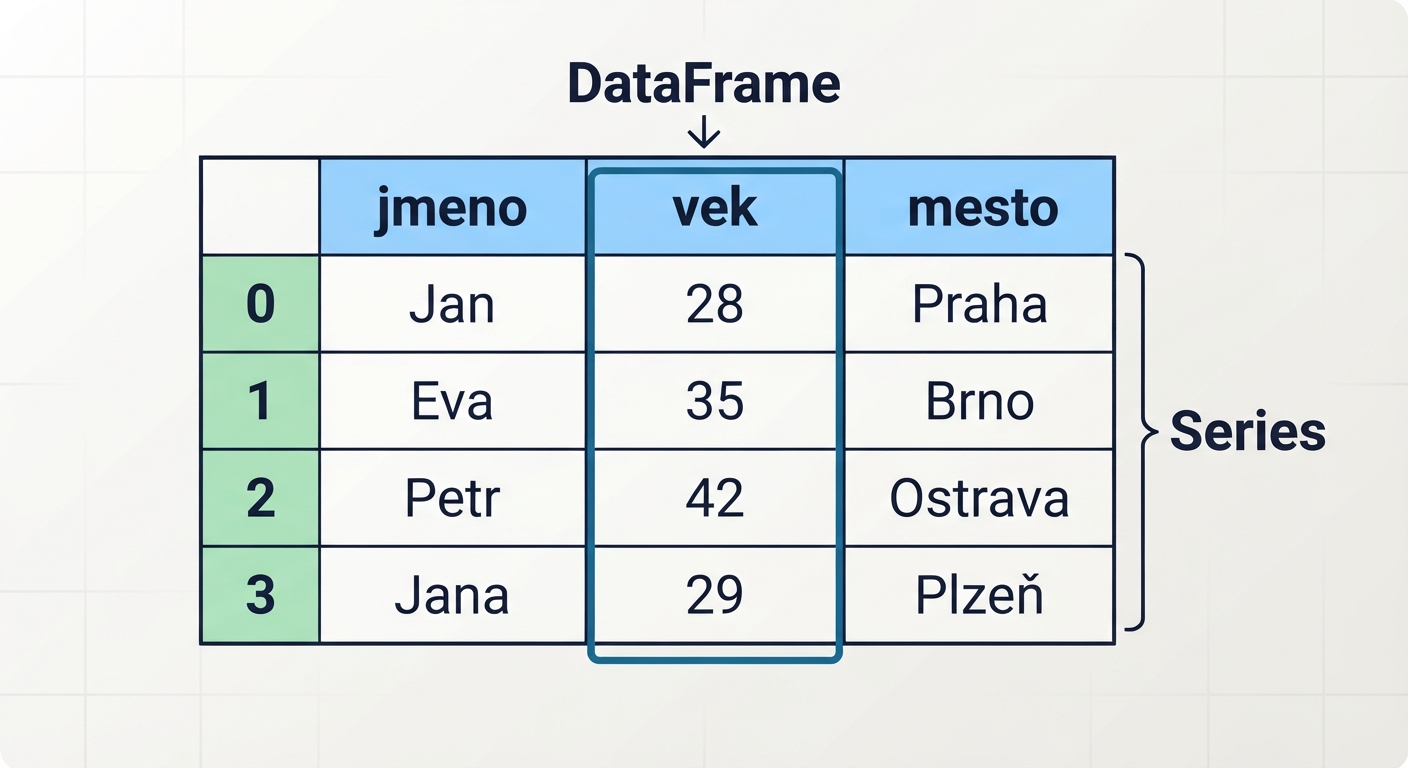 DataFrame
↓
jmeno vek mesto
0 Jan 28 Praha
1 Eva 35 Brno
2 Petr 42 Ostrava
3 Jana 29 Plzeň
Series